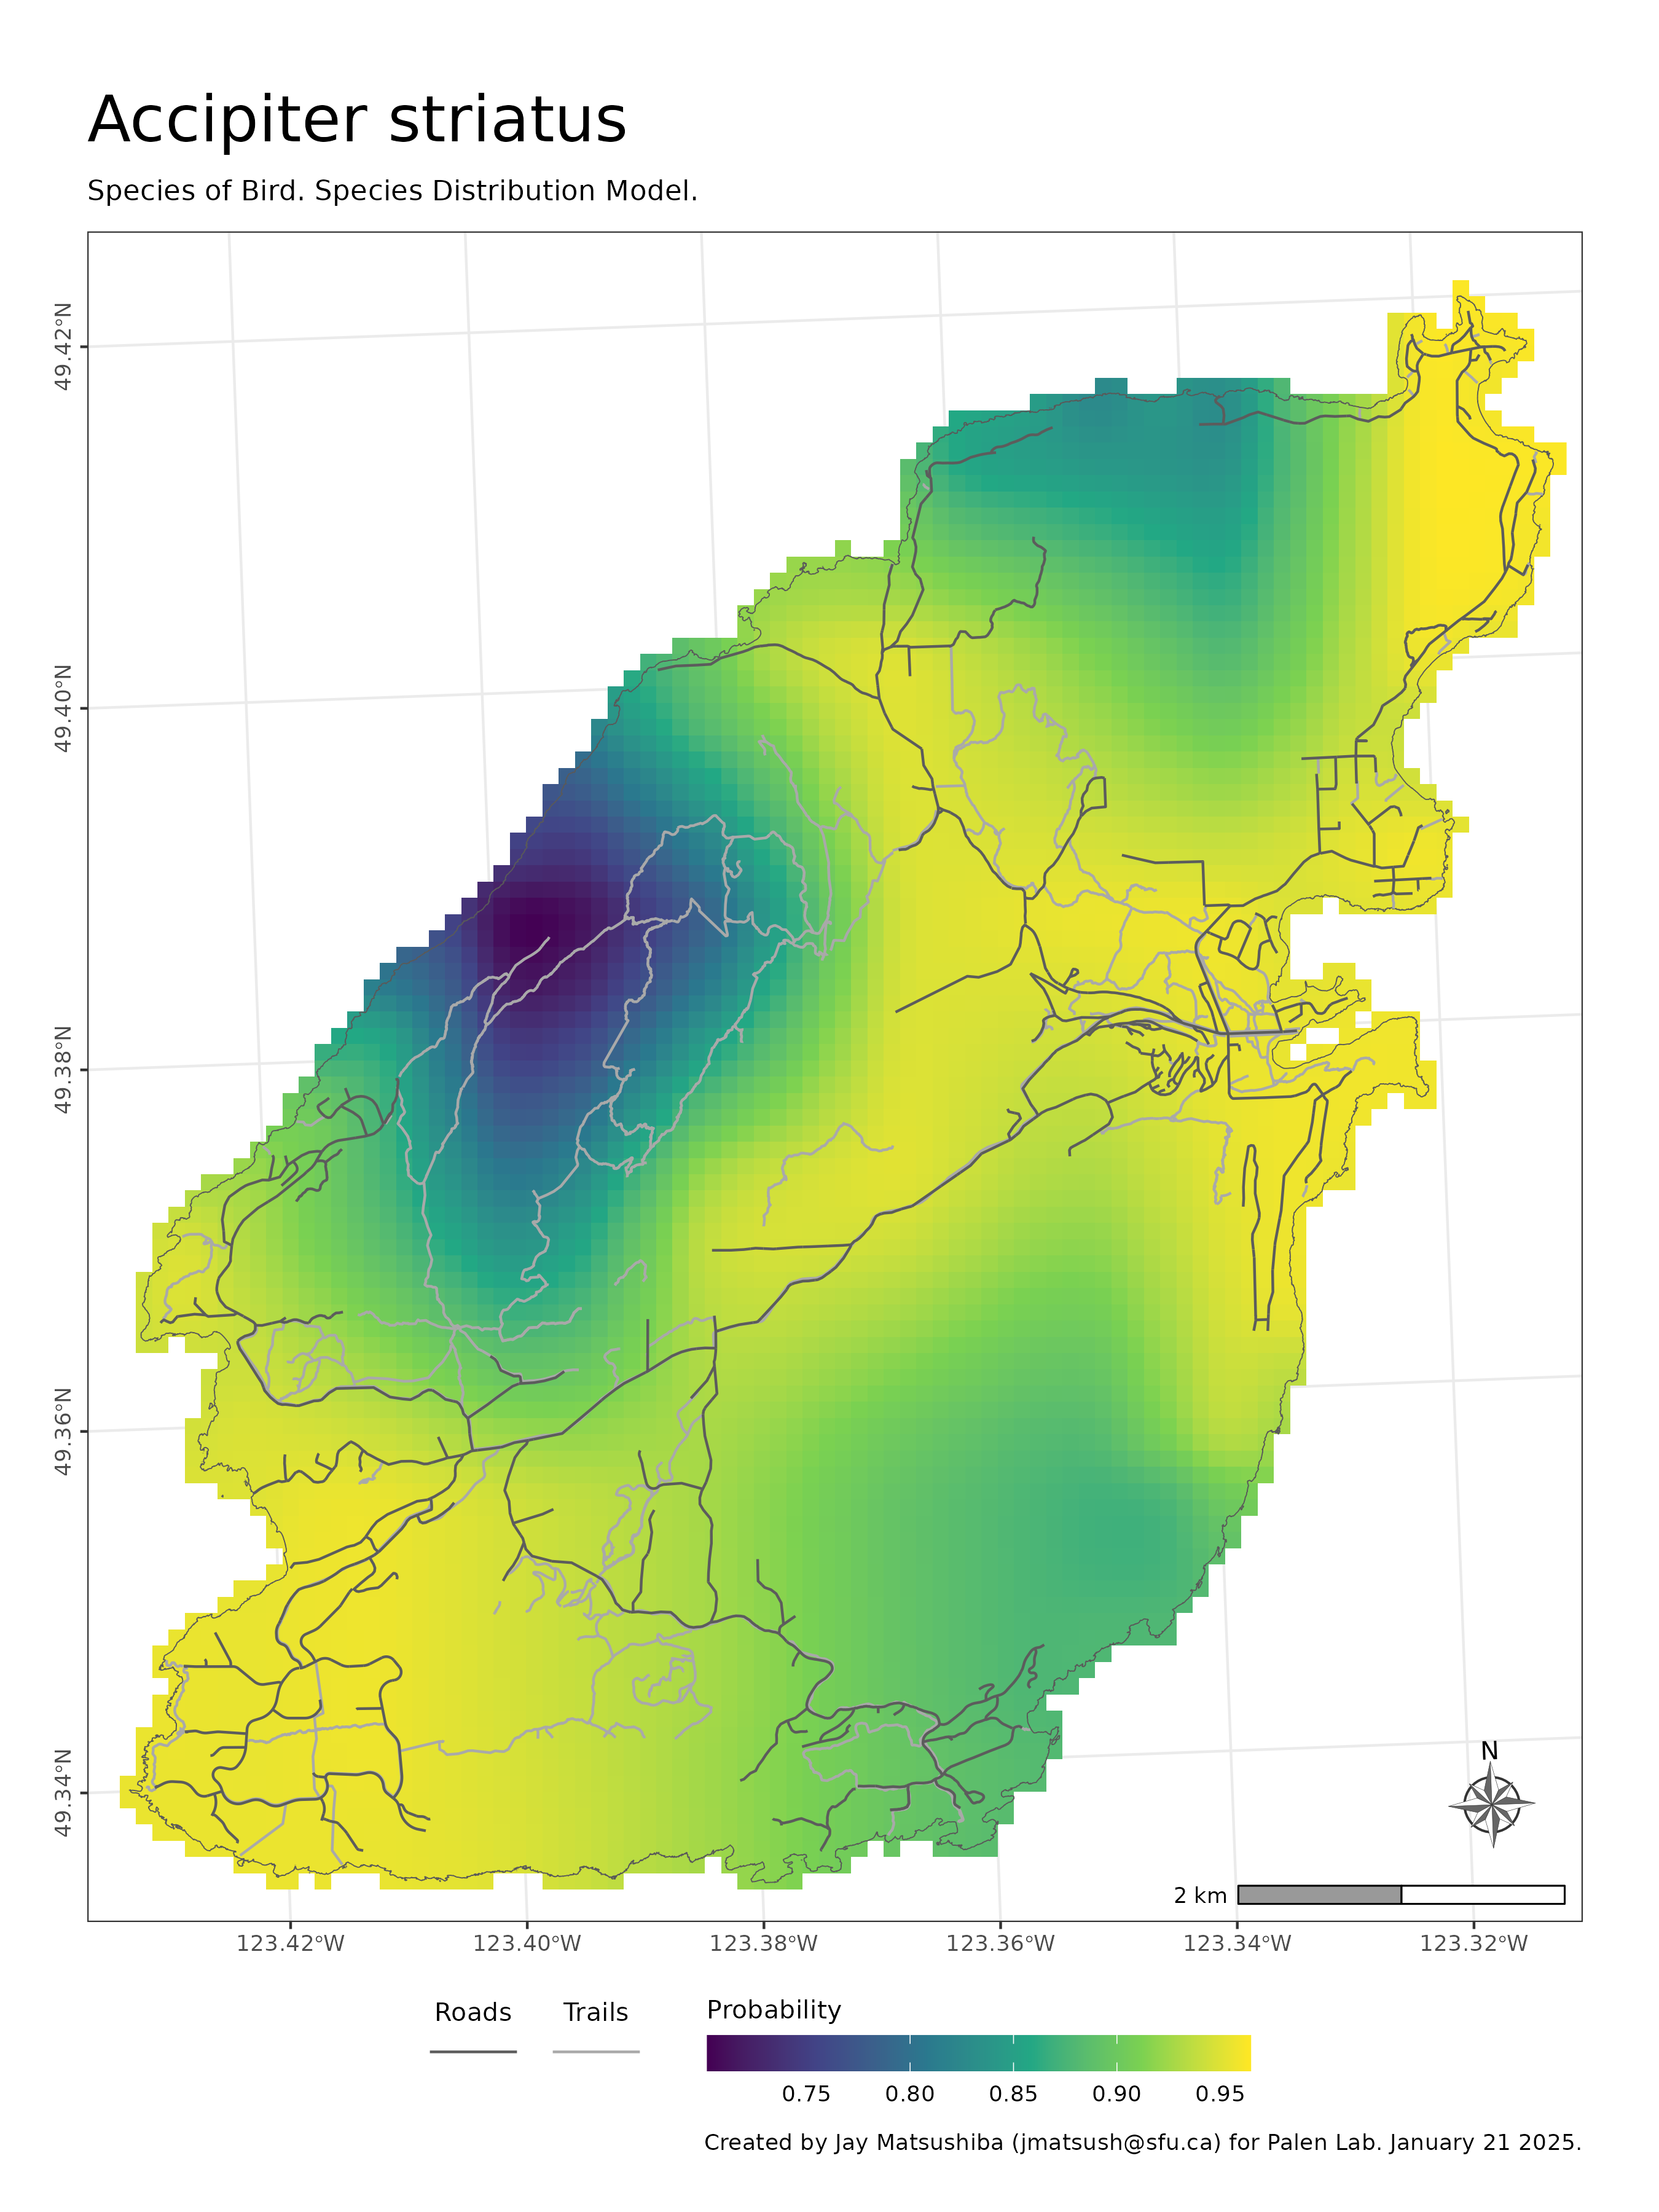 Accipiter striatus
Species of Bird. Species Distribution Model.
49.42°N
49.40°N
49.38°N
49.36°N
49.34°N
N
2 km
123.42°W 123.40°W 123.38°W 123.36°W 123.34°W 123.32°W
Roads Trails Probability
0.75 0.80 0.85 0.90 0.95
Created by Jay Matsushiba (jmatsush@sfu.ca) for Palen Lab. January 21 2025.